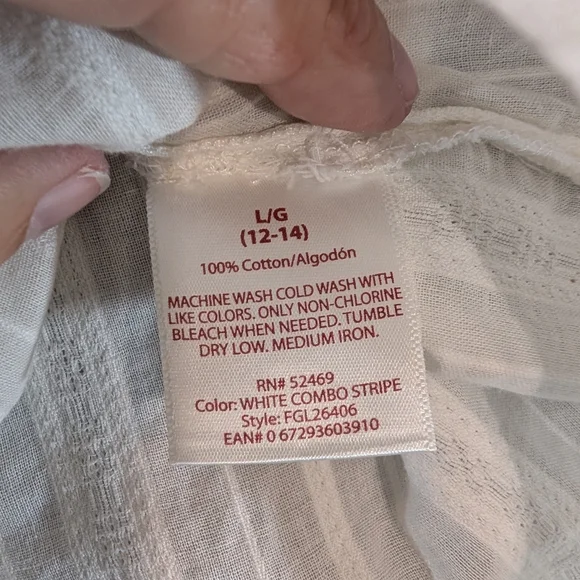 L/G
(12-14)
100% Cotton/Algodón
MACHINE WASH COLD WASH WITH
LIKE COLORS. ONLY NON-CHLORINE
BLEACH WHEN NEEDED. TUMBLE
DRY LOW. MEDIUM IRON.
RN# 52469
Color: WHITE COMBO STRIPE
Style: FGL26406
EAN# 0 67293603910